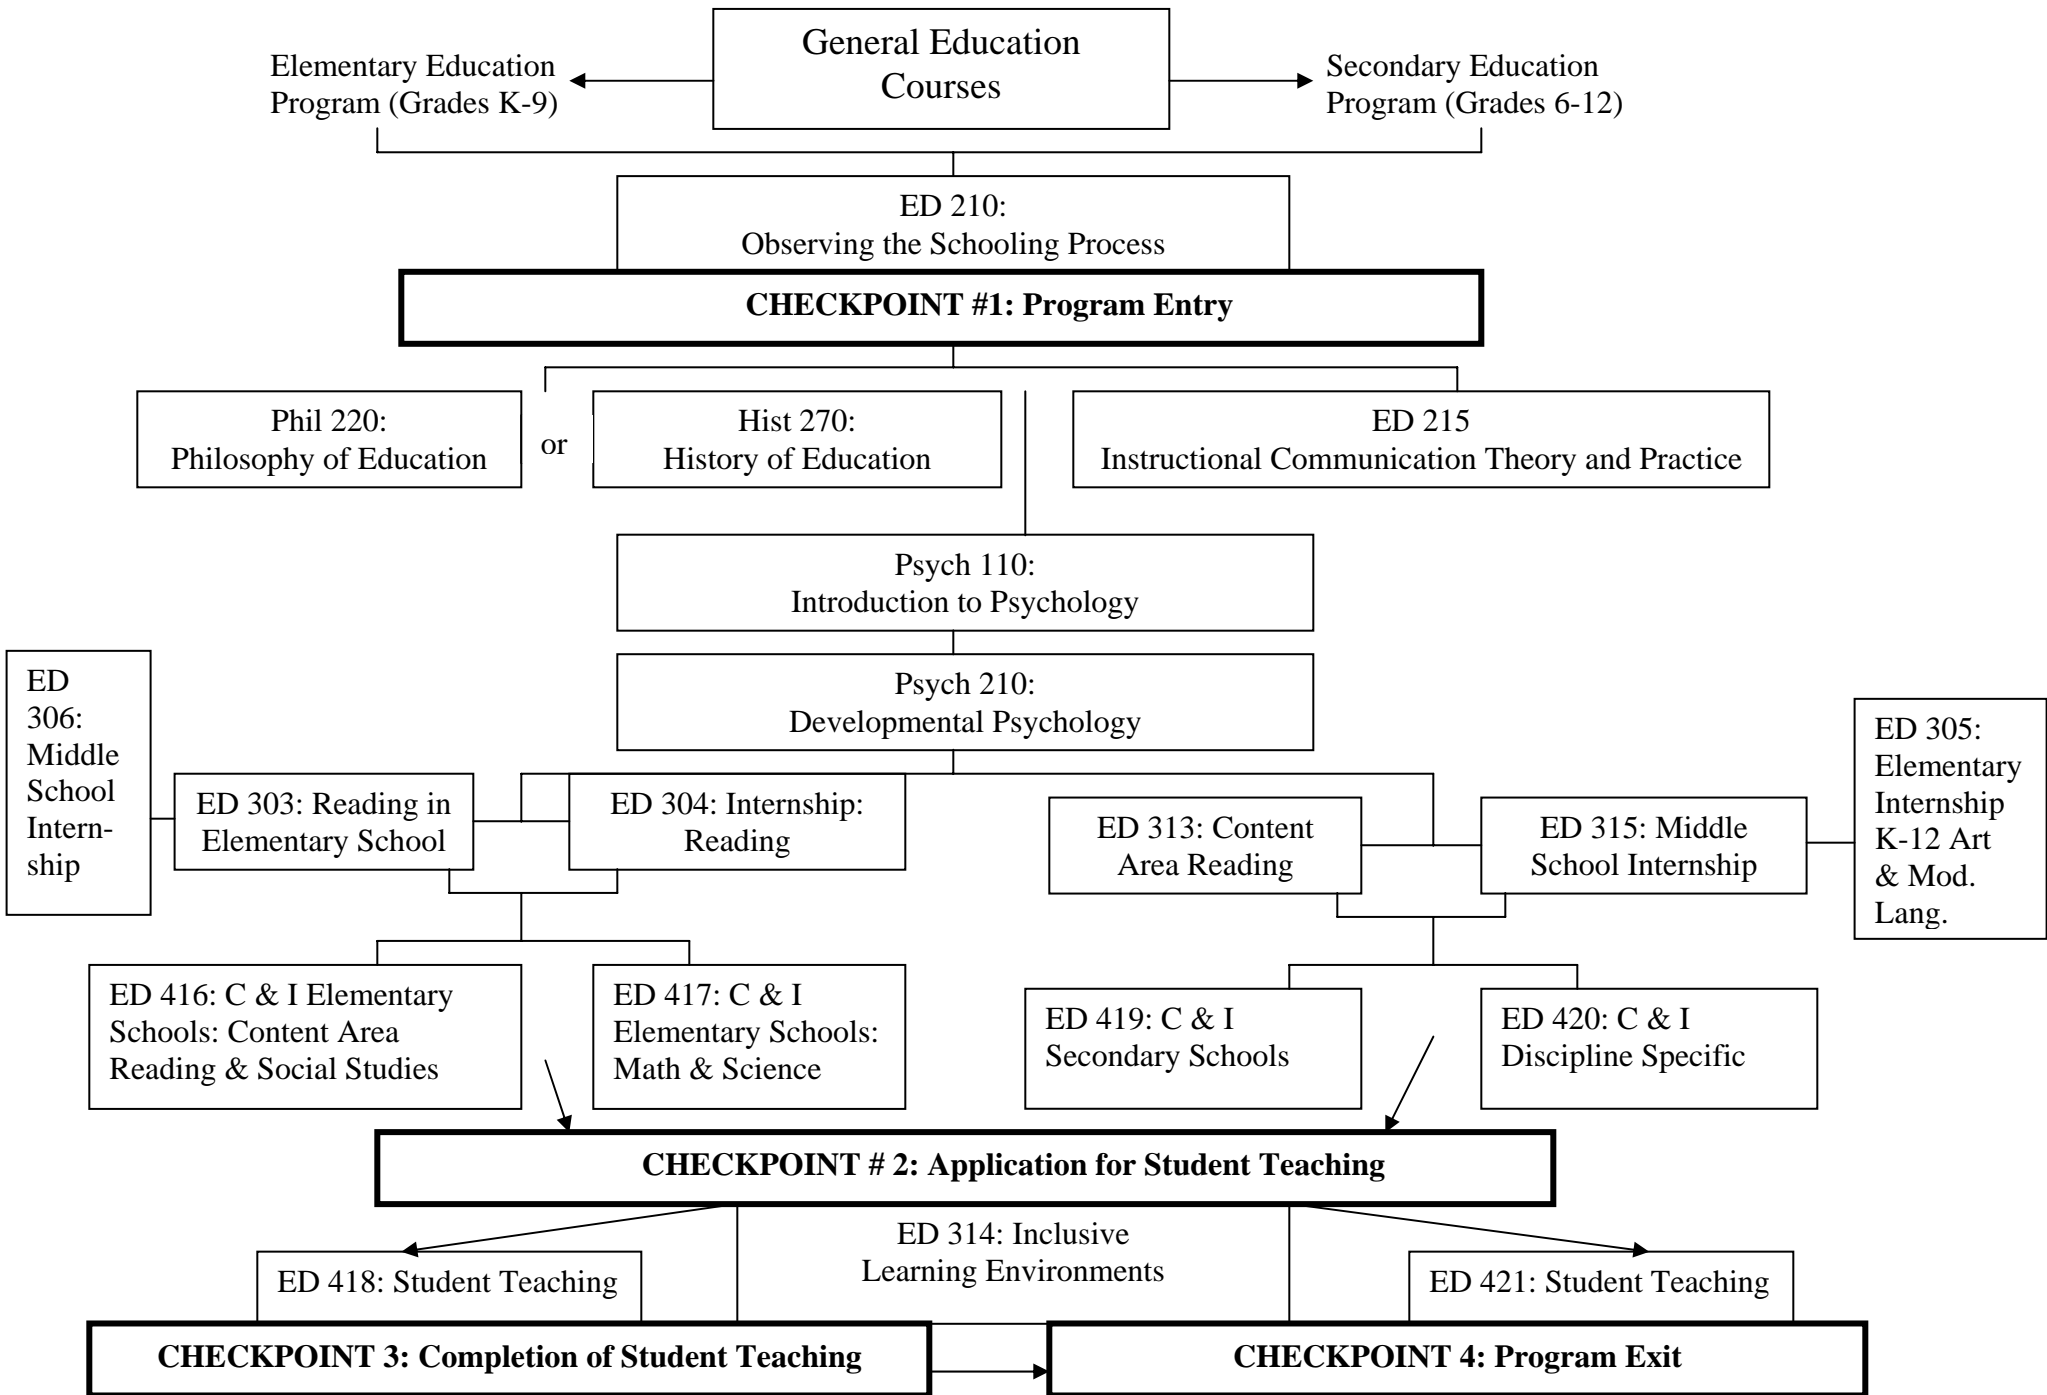 General Education
Courses
Elementary Education
Program (Grades K-9)
Secondary Education
Program (Grades 6-12)
ED 210:
Observing the Schooling Process
CHECKPOINT #1: Program Entry
Phil 220:
Philosophy of Education
or
Hist 270:
History of Education
ED 215
Instructional Communication Theory and Practice
Psych 110:
Introduction to Psychology
Psych 210:
Developmental Psychology
ED
306:
Middle
School
Intern-
ship
ED 303: Reading in
Elementary School
ED 304: Internship:
Reading
ED 313: Content
Area Reading
ED 315: Middle
School Internship
ED 305:
Elementary
Internship
K-12 Art
& Mod.
Lang.
ED 416: C & I Elementary
Schools: Content Area
Reading & Social Studies
ED 417: C & I
Elementary Schools:
Math & Science
ED 419: C & I
Secondary Schools
ED 420: C & I
Discipline Specific
CHECKPOINT # 2: Application for Student Teaching
ED 314: Inclusive
Learning Environments
ED 418: Student Teaching
ED 421: Student Teaching
CHECKPOINT 3: Completion of Student Teaching
CHECKPOINT 4: Program Exit